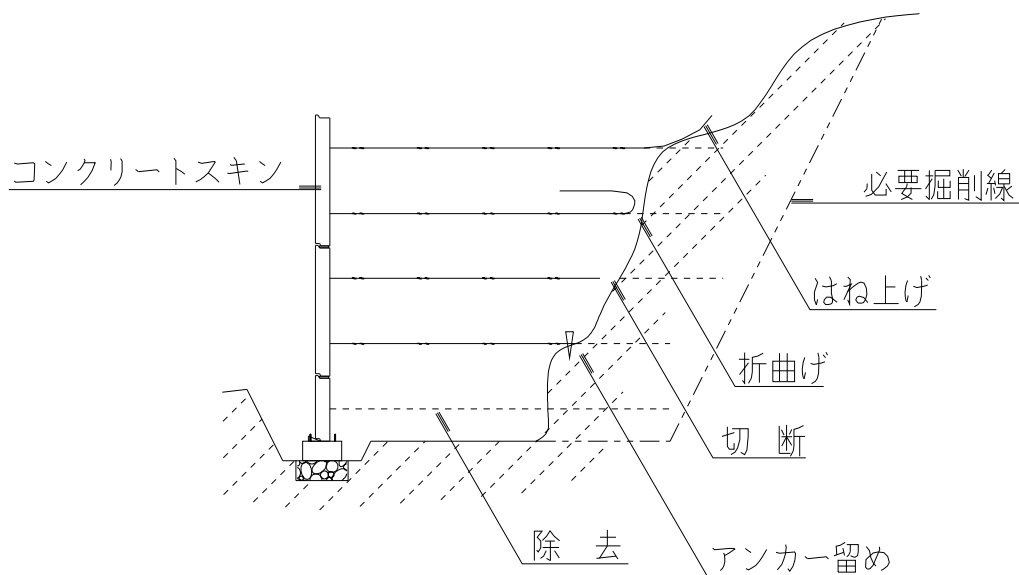 コンクリートスキン
必要掘削線
はね上げ
折曲げ
切 断
除 去
アンカー留め